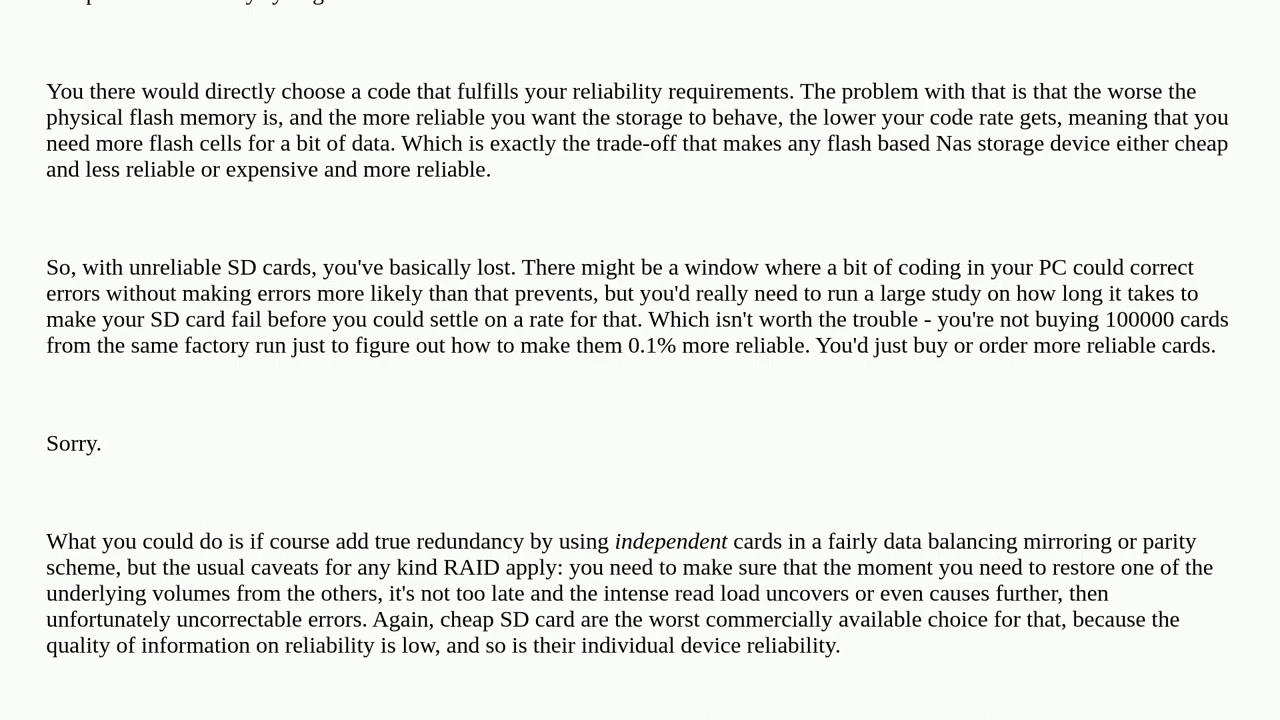 You there would directly choose a code that fulfills your reliability requirements. The problem with that is that the worse the
physical flash memory is, and the more reliable you want the storage to behave, the lower your code rate gets, meaning that you
need more flash cells for a bit of data. Which is exactly the trade-off that makes any flash based Nas storage device either cheap
and less reliable or expensive and more reliable.
So, with unreliable SD cards, you've basically lost. There might be a window where a bit of coding in your PC could correct
errors without making errors more likely than that prevents, but you'd really need to run a large study on how long it takes to
make your SD card fail before you could settle on a rate for that. Which isn't worth the trouble - you're not buying 100000 cards
from the same factory run just to figure out how to make them 0.1% more reliable. You'd just buy or order more reliable cards.
Sorry.
What you could do is if course add true redundancy by using independent cards in a fairly data balancing mirroring or parity
scheme, but the usual caveats for any kind RAID apply: you need to make sure that the moment you need to restore one of the
underlying volumes from the others, it's not too late and the intense read load uncovers or even causes further, then
unfortunately uncorrectable errors. Again, cheap SD card are the worst commercially available choice for that, because the
quality of information on reliability is low, and so is their individual device reliability.